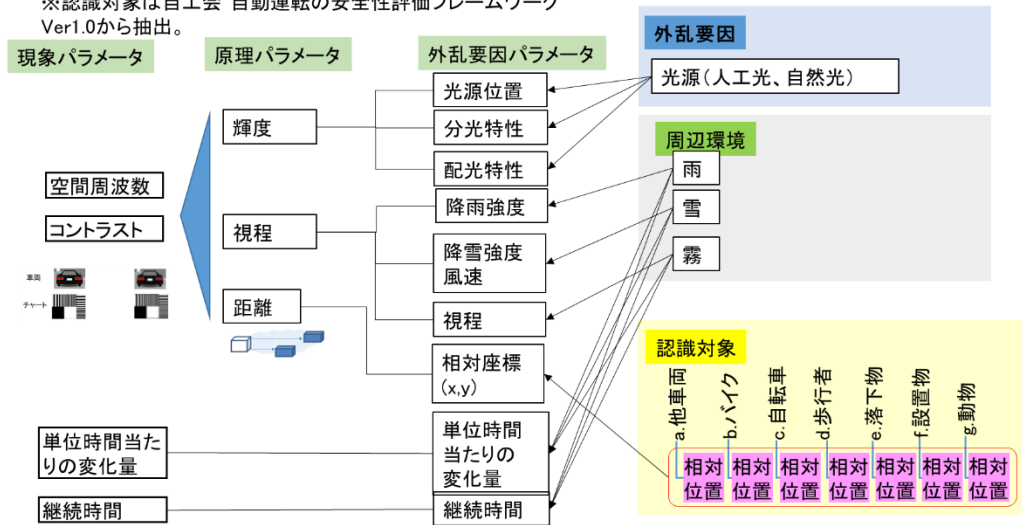 ※認識対象は自工会 自動運転の安全性評価フレームワーク
Ver1.0から抽出。
現象パラメータ
原理パラメータ
外乱要因パラメータ
外乱要因
光源（人工光、自然光）
光源位置
分光特性
配光特性
輝度
周辺環境
雨
雪
霧
空間周波数
コントラスト
車両
チャート
視程
距離
降雨強度
降雪強度
風速
視程
相対座標
(x,y)
認識対象
a.他車両
b.バイク
c.自転車
d.歩行者
e.落下物
f.設置物
g.動物
相対
位置
相対
位置
相対
位置
相対
位置
相対
位置
相対
位置
相対
位置
単位時間当た
りの変化量
単位時間
当たりの
変化量
継続時間
継続時間